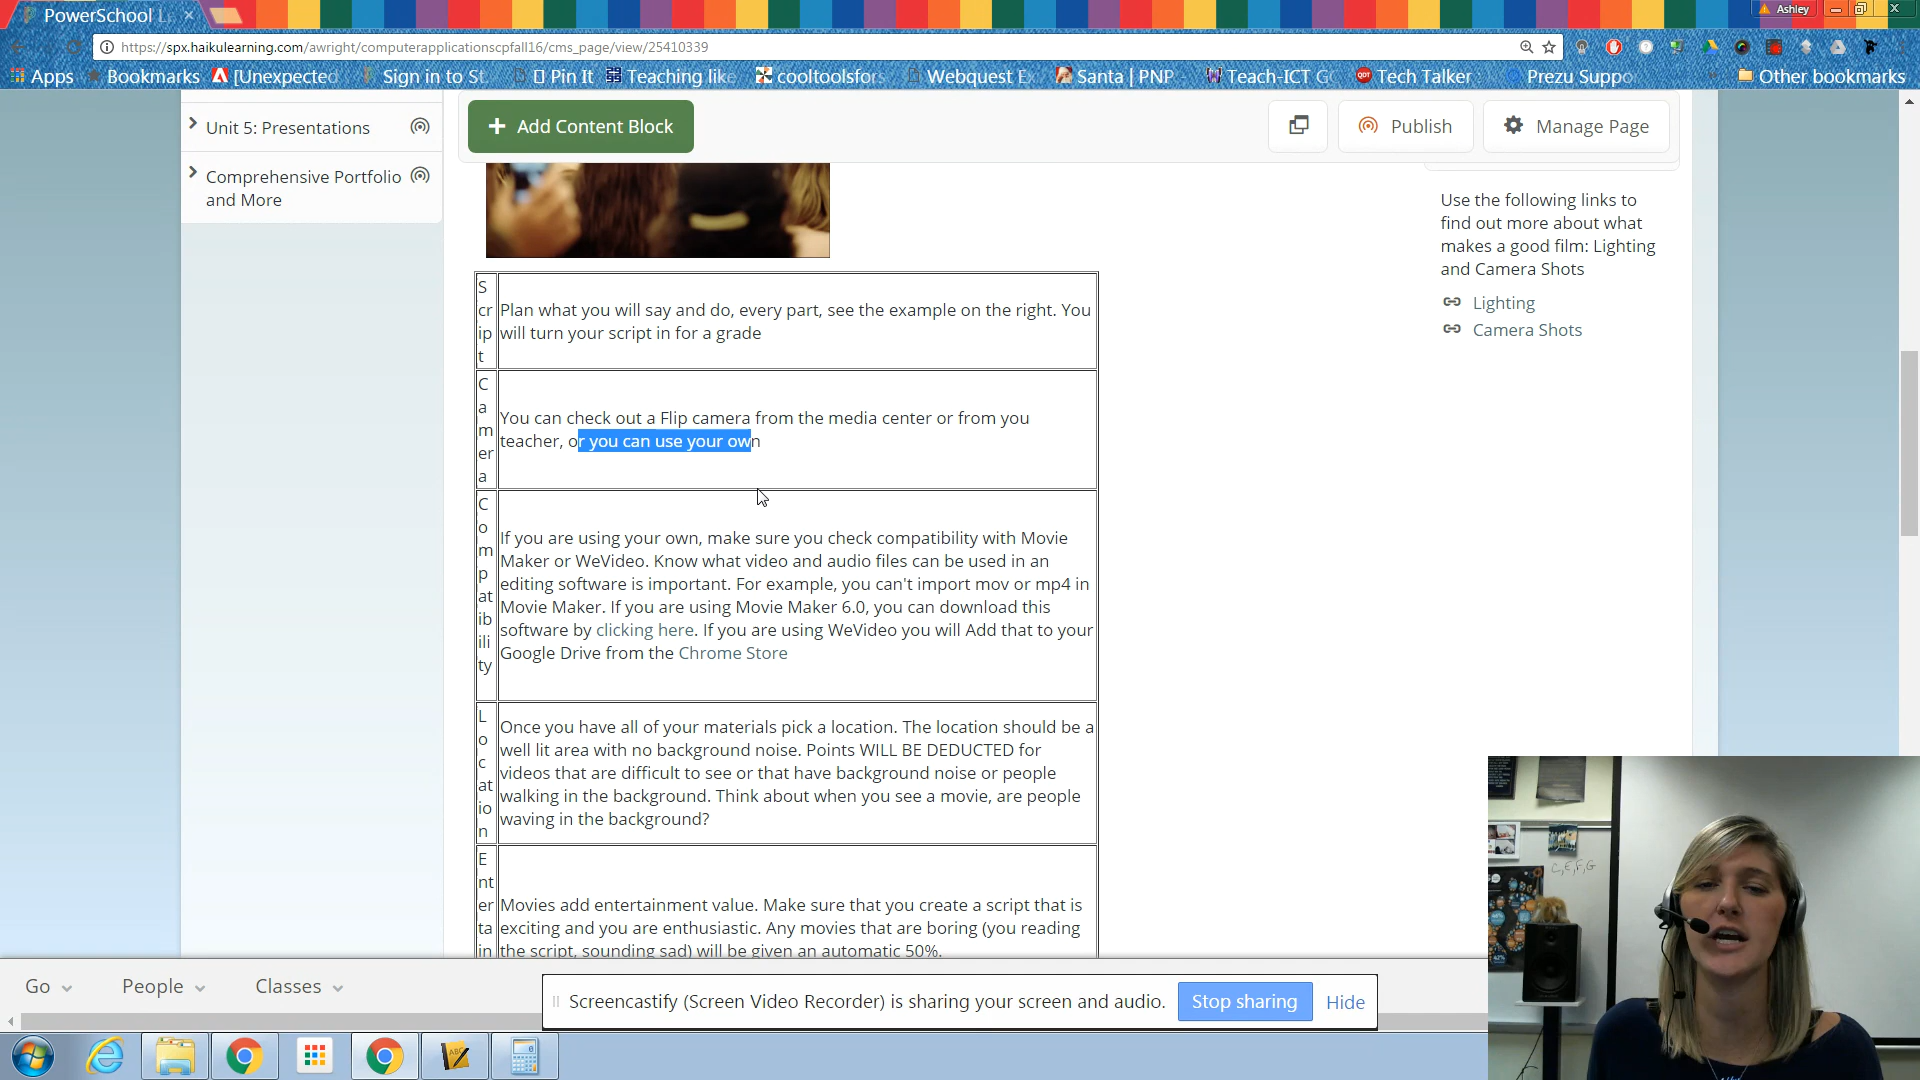 PowerSchool L
Ashley
https://spx.haikulearning.com/awright/computerapplicationscpfall16/cms_page/view/25410339
Apps Bookmarks [Unexpected Sign in to St Pin It Teaching like cooltoolsfors Webquest Ex Santa | PNP Teach-ICT GC Tech Talker Prezu Suppo Other bookmarks
Unit 5: Presentations
Comprehensive Portfolio
and More
+ Add Content Block
Publish
Manage Page
Use the following links to
find out more about what
makes a good film: Lighting
and Camera Shots
Lighting
Camera Shots
S
cr
ip
t
Plan what you will say and do, every part, see the example on the right. You
will turn your script in for a grade
C
a
m
er
a
You can check out a Flip camera from the media center or from you
teacher, or you can use your own
C
o
m
p
at
ib
ili
ty
If you are using your own, make sure you check compatibility with Movie
Maker or WeVideo. Know what video and audio files can be used in an
editing software is important. For example, you can't import mov or mp4 in
Movie Maker. If you are using Movie Maker 6.0, you can download this
software by clicking here. If you are using WeVideo you will Add that to your
Google Drive from the Chrome Store
L
o
c
at
io
n
Once you have all of your materials pick a location. The location should be a
well lit area with no background noise. Points WILL BE DEDUCTED for
videos that are difficult to see or that have background noise or people
walking in the background. Think about when you see a movie, are people
waving in the background?
E
nt
er
ta
in
Movies add entertainment value. Make sure that you create a script that is
exciting and you are enthusiastic. Any movies that are boring (you reading
the script, sounding sad) will be given an automatic 50%.
Go People Classes
Screencastify (Screen Video Recorder) is sharing your screen and audio. Stop sharing Hide
C,E,F,G
ABC